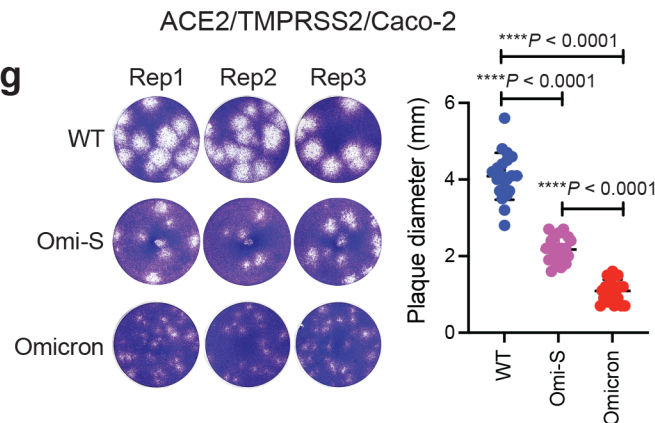 ACE2/TMPRSS2/Caco-2
g
Rep1 Rep2 Rep3
WT
Omi-S
Omicron
****P < 0.0001
****P < 0.0001
****P < 0.0001
Plaque diameter (mm)
6
4
2
0
WT
Omi-S
Omicron